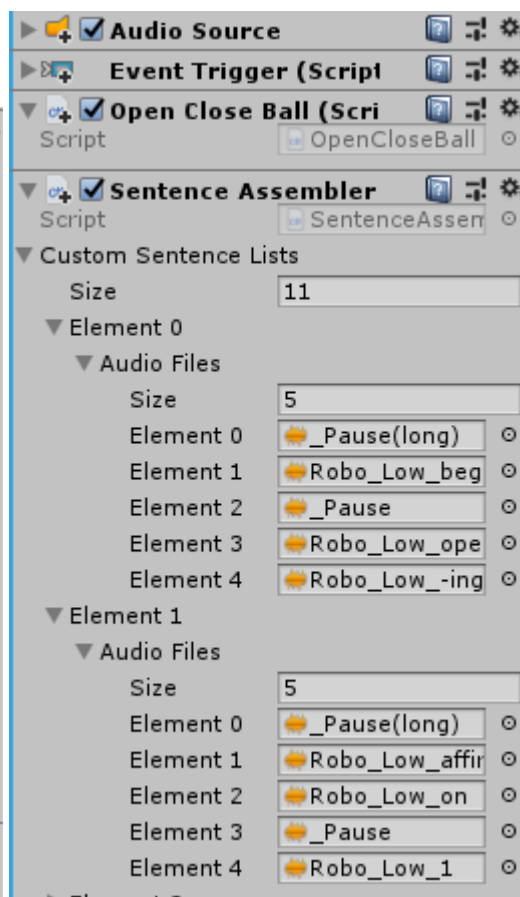 Audio Source
Event Trigger (Script
Open Close Ball (Scri
Script OpenCloseBall
Sentence Assembler
Script SentenceAssem
Custom Sentence Lists
Size 11
Element 0
Audio Files
Size 5
Element 0 _Pause(long)
Element 1 Robo_Low_beg
Element 2 _Pause
Element 3 Robo_Low_ope
Element 4 Robo_Low_-ing
Element 1
Audio Files
Size 5
Element 0 _Pause(long)
Element 1 Robo_Low_affir
Element 2 Robo_Low_on
Element 3 _Pause
Element 4 Robo_Low_1